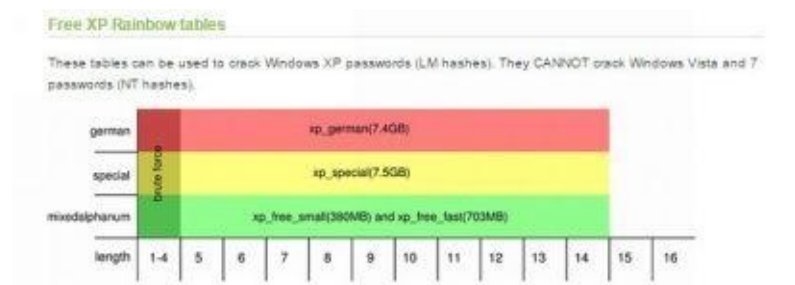 Free XP Rainbow tables
These tables can be used to crack Windows XP passwords (LM hashes). They CANNOT crack Windows Vista and 7
passwords (NT hashes).
german
xp_german(7.4GB)
brute force
special
xp_special(7.5GB)
mixedalphanum
xp_free_small(380MB) and xp_free_fast(703MB)
length 1-4 5 6 7 8 9 10 11 12 13 14 15 16